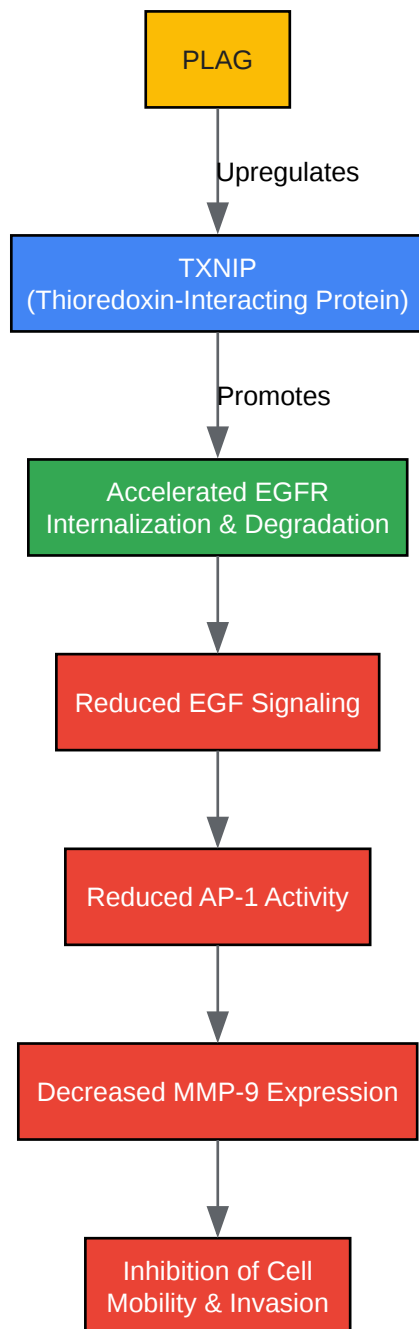 PLAG
Upregulates
TXNIP
(Thioredoxin-Interacting Protein)
Promotes
Accelerated EGFR
Internalization & Degradation
Reduced EGF Signaling
Reduced AP-1 Activity
Decreased MMP-9 Expression
Inhibition of Cell
Mobility & Invasion